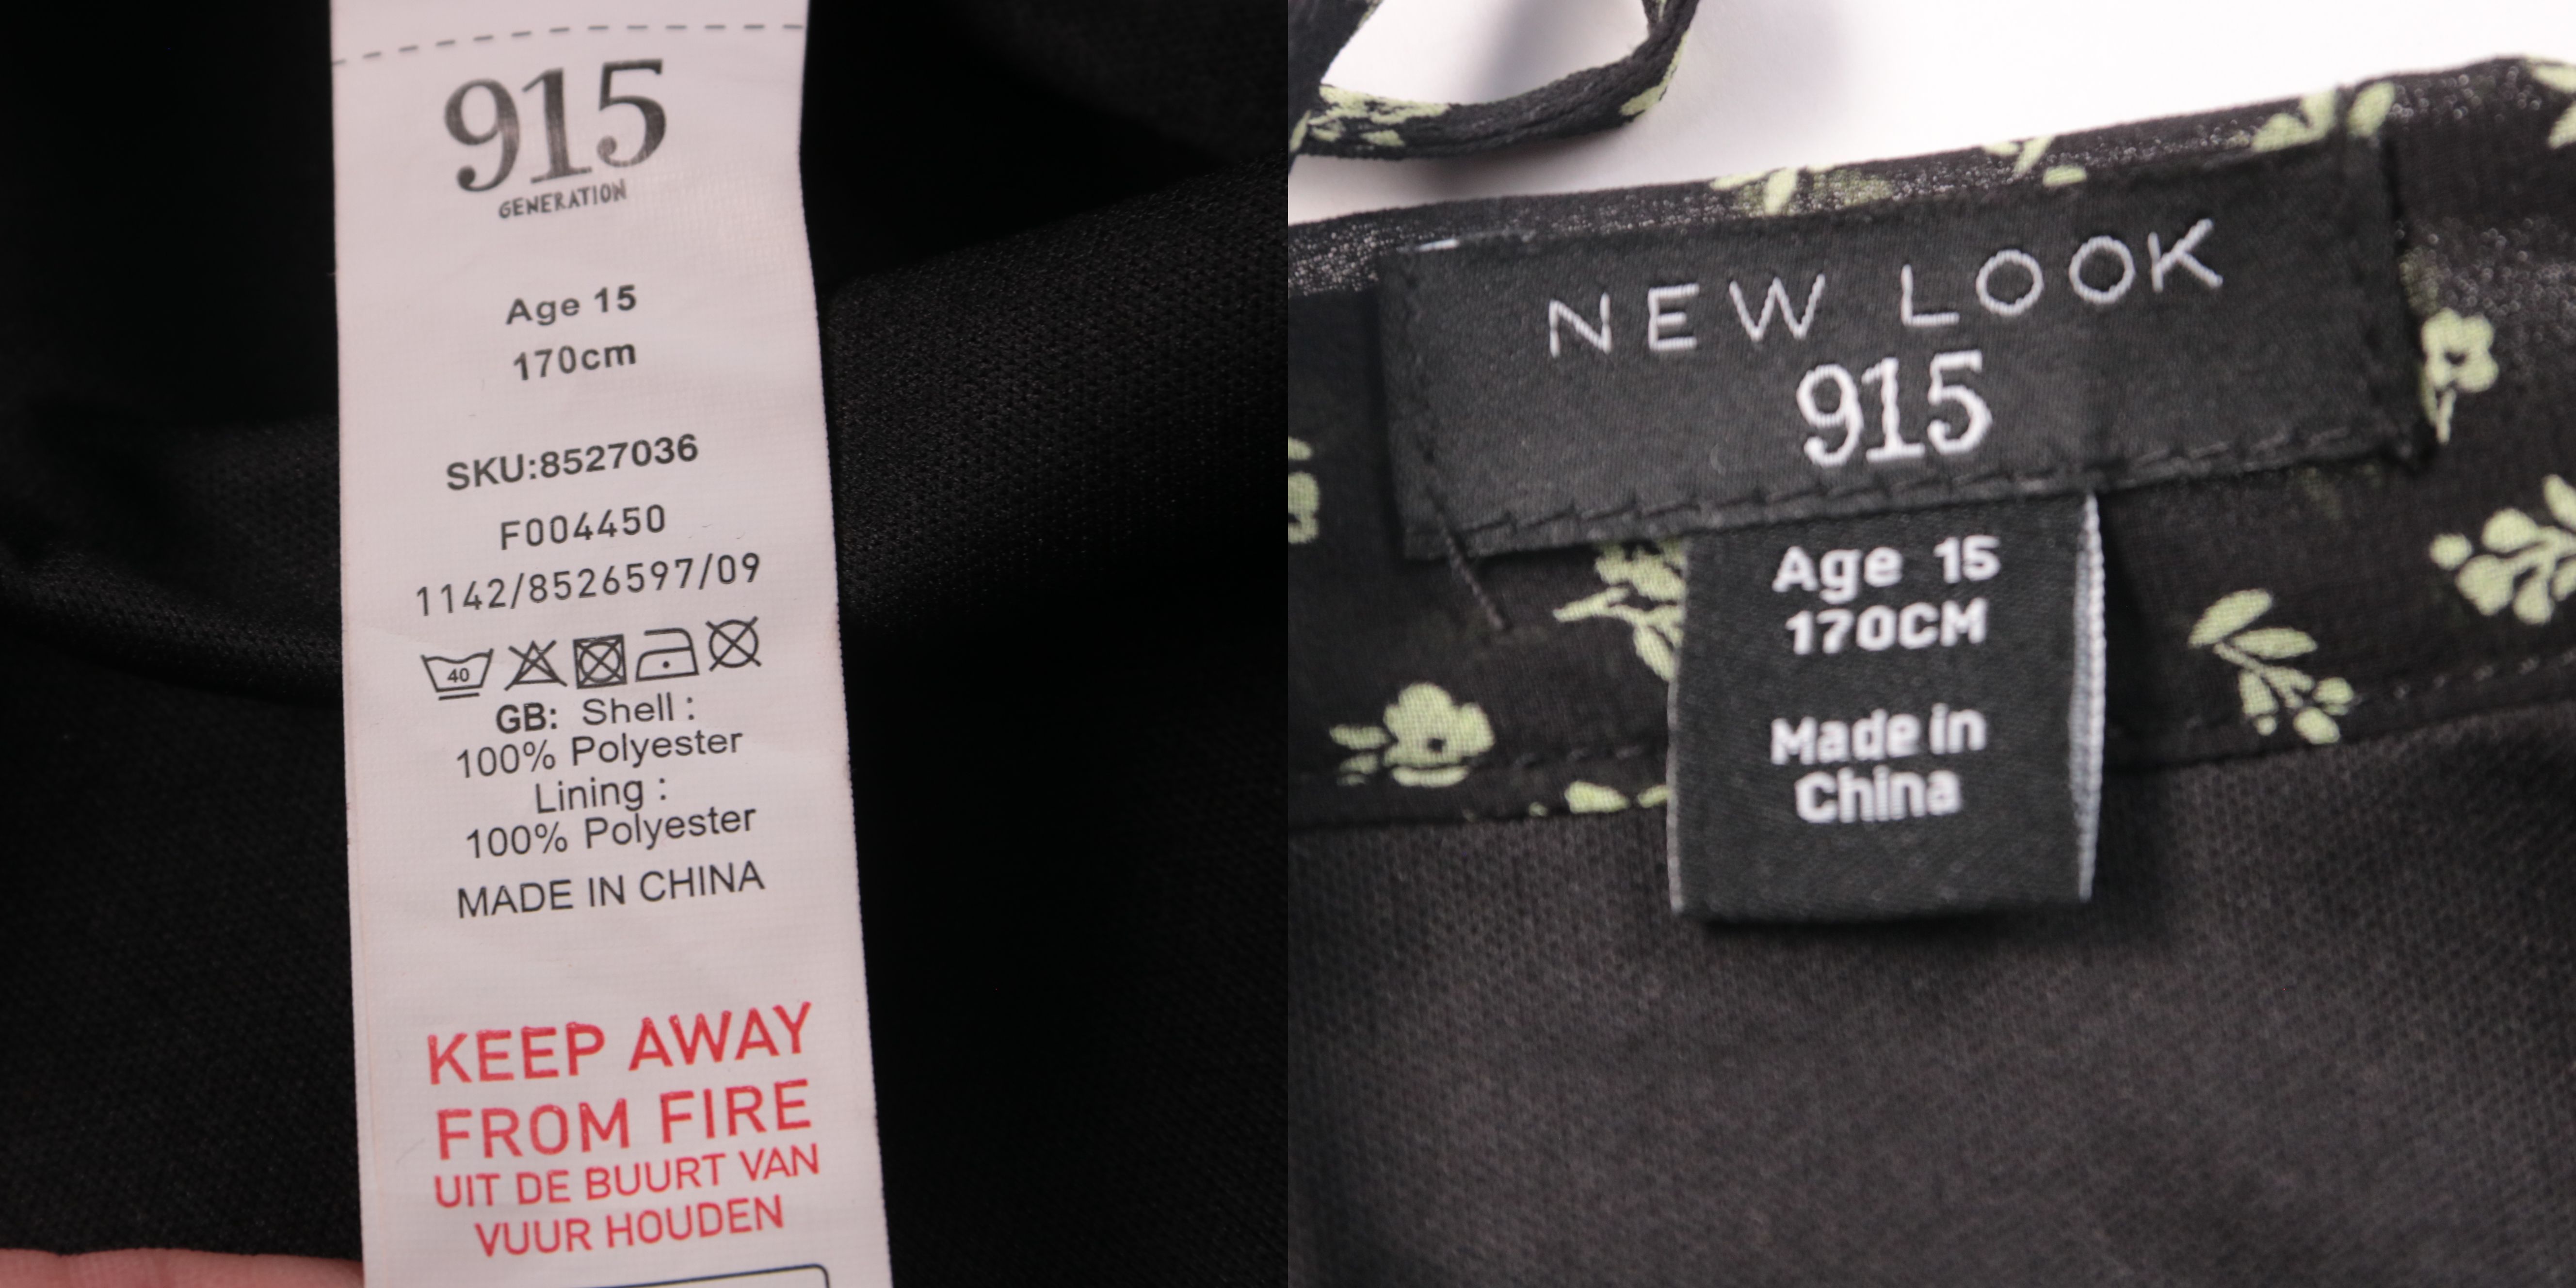 915
GENERATION
Age 15
170cm
SKU:8527036
F004450
1142/8526597/09
40
GB: Shell :
100% Polyester
Lining :
100% Polyester
MADE IN CHINA
KEEP AWAY
FROM FIRE
UIT DE BUURT VAN
VUUR HOUDEN
NEW LOOK
915
Age 15
170CM
Made in
China